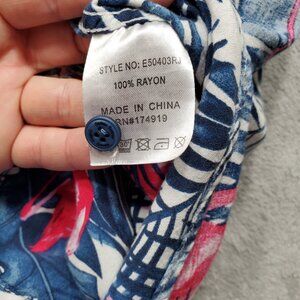 STYLE NO: E50403RJ
100% RAYON
MADE IN CHINA
RN#174919